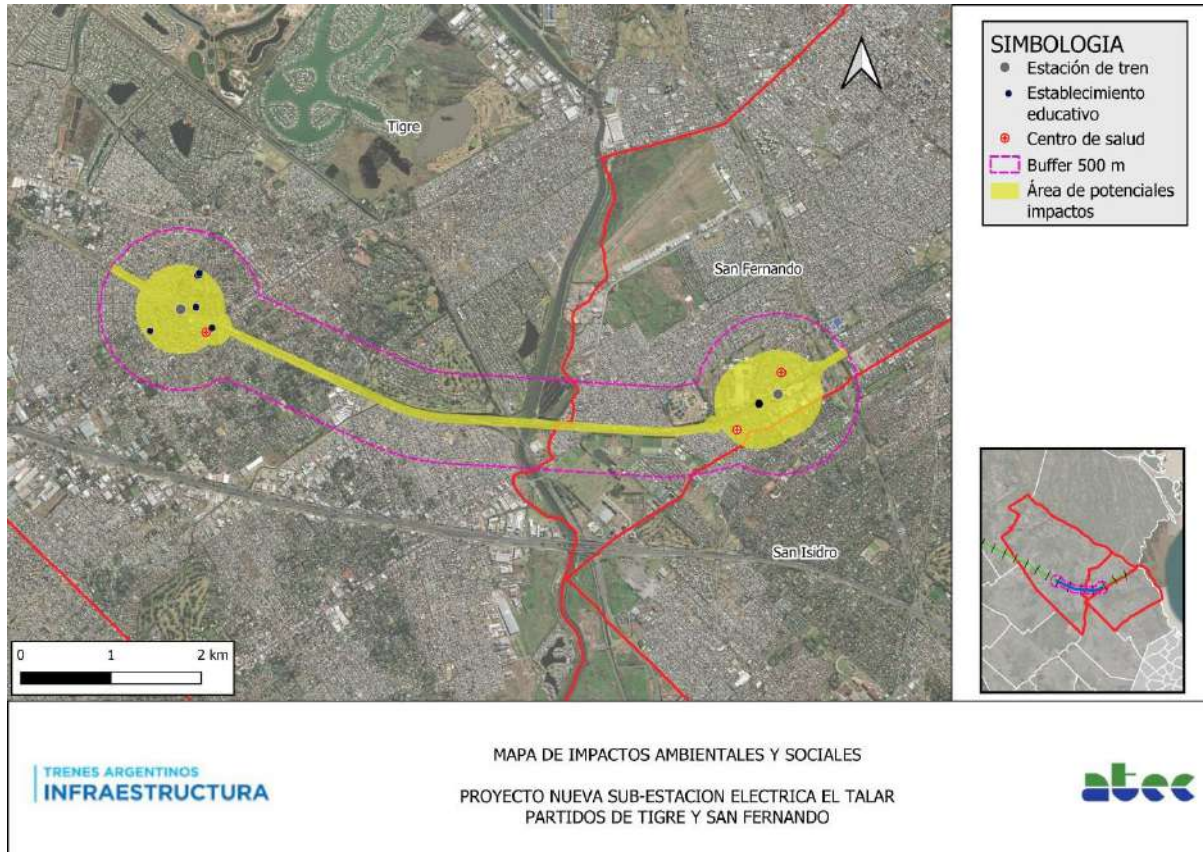 Tigre
San Fernando
San Isidro
0 1 2 km
SIMBOLOGIA
Estación de tren
Establecimiento
educativo
Centro de salud
Buffer 500 m
Área de potenciales
impactos
TRENES ARGENTINOS
INFRAESTRUCTURA
MAPA DE IMPACTOS AMBIENTALES Y SOCIALES
PROYECTO NUEVA SUB-ESTACION ELECTRICA EL TALAR
PARTIDOS DE TIGRE Y SAN FERNANDO
atec